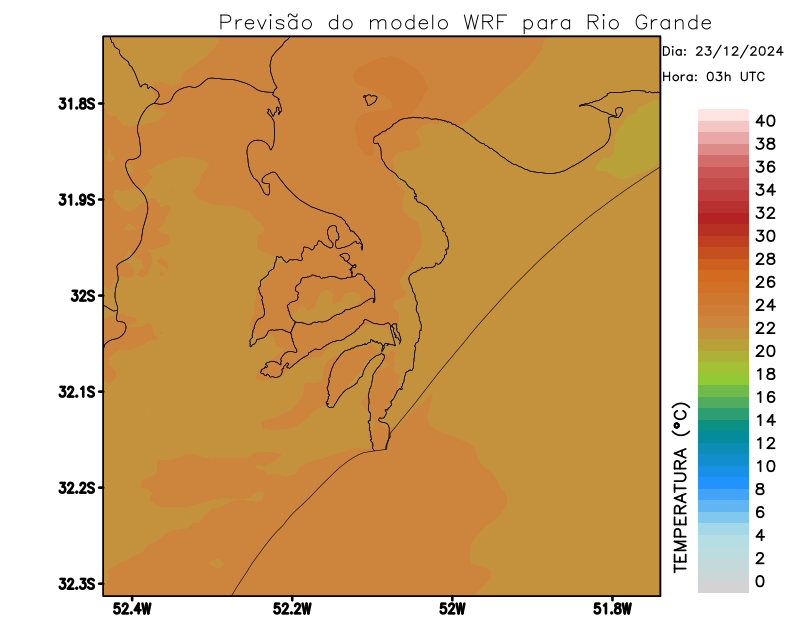 Previsão do modelo WRF para Rio Grande
Dia: 23/12/2024
Hora: 03h UTC
31.8S
31.9S
32S
32.1S
32.2S
32.3S
52.4W
52.2W
52W
51.8W
40
38
36
34
32
30
28
26
24
22
20
18
16
14
12
10
8
6
4
2
0
TEMPERATURA (°C)